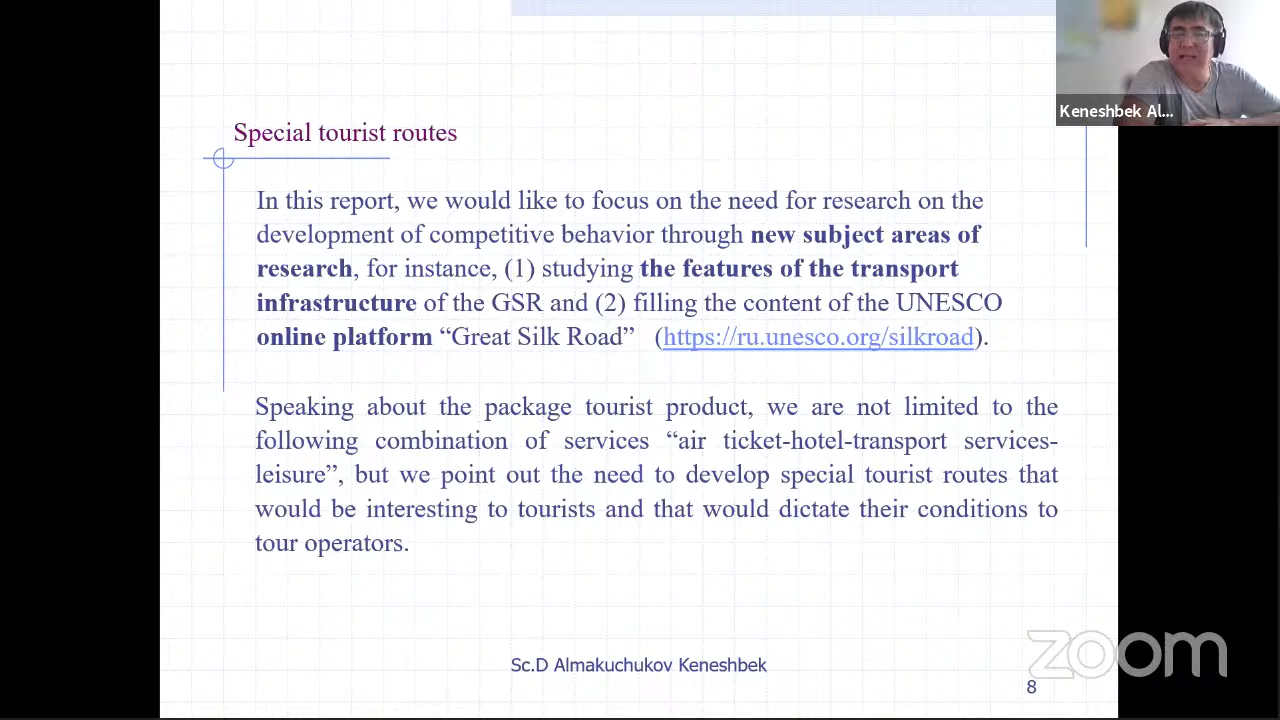 Keneshbek Al...
Special tourist routes
In this report, we would like to focus on the need for research on the
development of competitive behavior through new subject areas of
research, for instance, (1) studying the features of the transport
infrastructure of the GSR and (2) filling the content of the UNESCO
online platform “Great Silk Road” (https://ru.unesco.org/silkroad).
Speaking about the package tourist product, we are not limited to the
following combination of services “air ticket-hotel-transport services-
leisure”, but we point out the need to develop special tourist routes that
would be interesting to tourists and that would dictate their conditions to
tour operators.
Sc.D Almakuchukov Keneshbek
zoom
8